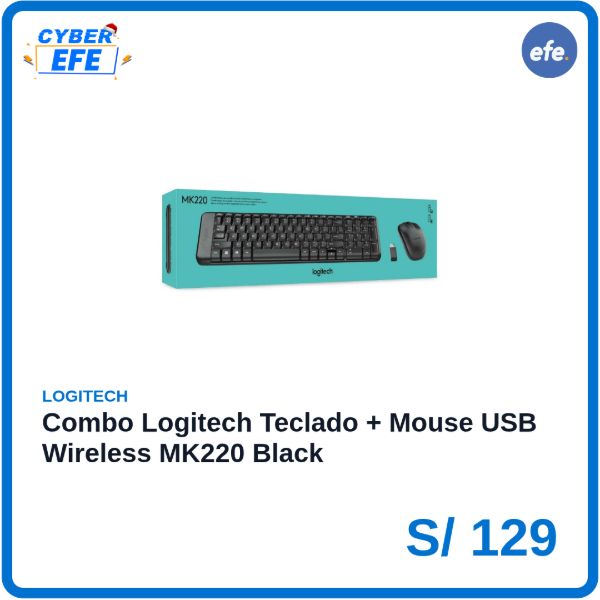 CYBER
EFE
efe.
MK220
logitech
LOGITECH
Combo Logitech Teclado + Mouse USB
Wireless MK220 Black
S/ 129